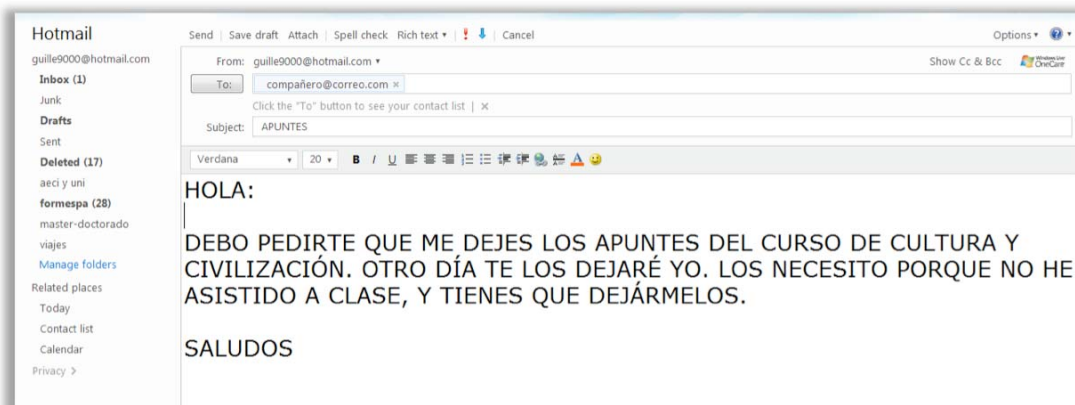 Hotmail
guille9000@hotmail.com
Inbox (1)
Junk
Drafts
Sent
Deleted (17)
aeci y uni
formespa (28)
master-doctorado
viajes
Manage folders
Related places
Today
Contact list
Calendar
Privacy >
Send | Save draft Attach | Spell check Rich text | Cancel
Options
From: guille9000@hotmail.com
Show Cc & Bcc Windows Live OneCare
To: compañero@correo.com ×
Click the "To" button to see your contact list | ×
Subject: APUNTES
Verdana 20 B I U A
HOLA:
DEBO PEDIRTE QUE ME DEJES LOS APUNTES DEL CURSO DE CULTURA Y
CIVILIZACIÓN. OTRO DÍA TE LOS DEJARÉ YO. LOS NECESITO PORQUE NO HE
ASISTIDO A CLASE, Y TIENES QUE DEJÁRMELOS.
SALUDOS